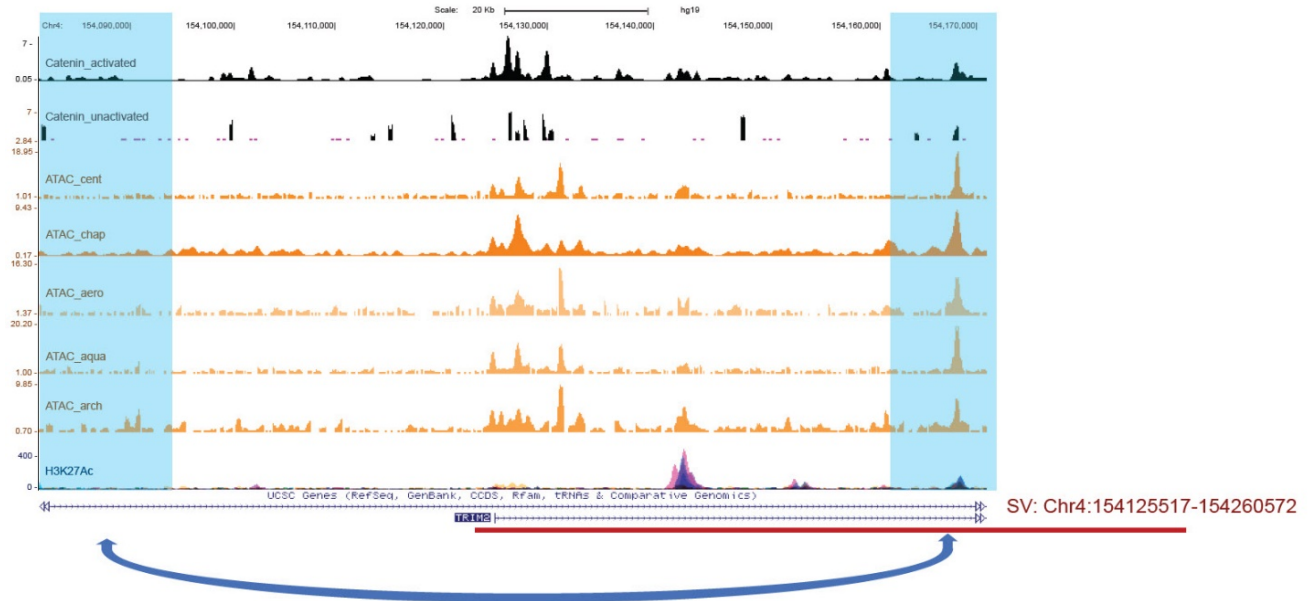 Scale: 20 Kb hg19
Chr4: 154,090,000| 154,100,000| 154,110,000| 154,120,000| 154,130,000| 154,140,000| 154,150,000| 154,160,000| 154,170,000|
7 -
Catenin_activated
0.05 -
7 -
Catenin_unactivated
2.84 -
18.95 -
ATAC_cent
1.01 -
9.43 -
ATAC_chap
0.17 -
16.30 -
ATAC_aero
1.37 -
20.20 -
ATAC_aqua
1.00 -
9.85 -
ATAC_arch
0.70 -
400 -
H3K27Ac
0 -
UCSC Genes (RefSeq, GenBank, CCDS, Rfam, tRNAs & Comparative Genomics)
SV: Chr4:154125517-154260572
TRIM2